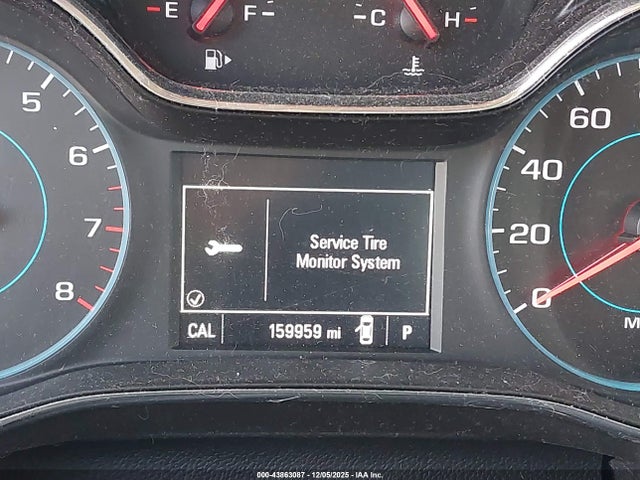 E F
C H
5
6
7
8
Service Tire
Monitor System
CAL 159959 mi P
60
40
20
0
M
000-43863087 - 12/05/2025 - IAA Inc.